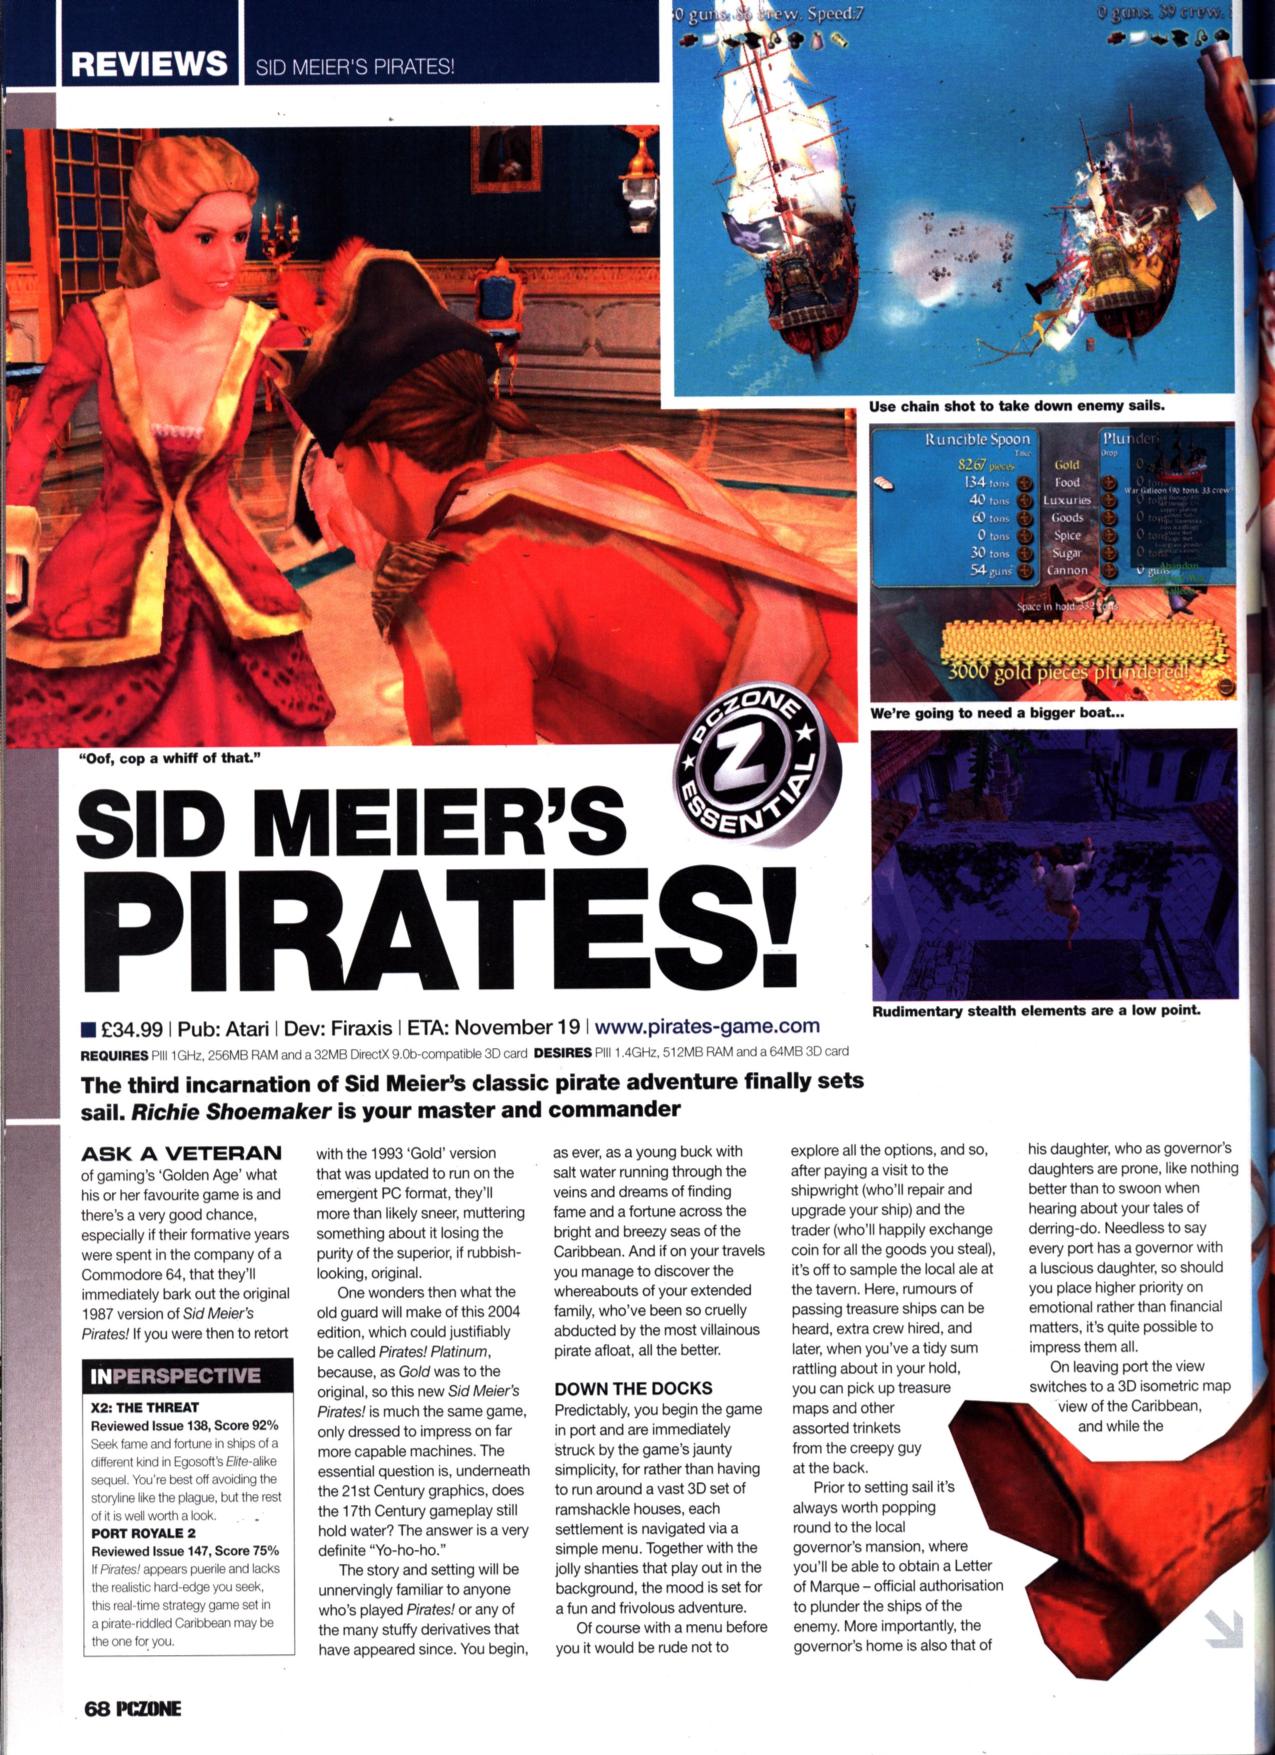 REVIEWS
SID MEIER'S PIRATES!
0 guns. 86 crew. Speed:7
0 guns. 39 crew.
Use chain shot to take down enemy sails.
Runcible Spoon
Plunder
Take
Drop
8267 pieces Gold
134 tons Food
40 tons Luxuries
60 tons Goods
0 tons Spice
30 tons Sugar
54 guns Cannon 0 guns
War Galleon (90 tons, 33 crew)
Space in hold: 332 tons
3000 gold pieces plundered!
We're going to need a bigger boat...
Rudimentary stealth elements are a low point.
"Oof, cop a whiff of that."
PCZONE
Z
ESSENTIAL
SID MEIER'S
PIRATES!
£34.99 | Pub: Atari | Dev: Firaxis | ETA: November 19 | www.pirates-game.com
REQUIRES PIII 1GHz, 256MB RAM and a 32MB DirectX 9.0b-compatible 3D card DESIRES PIII 1.4GHz, 512MB RAM and a 64MB 3D card
The third incarnation of Sid Meier's classic pirate adventure finally sets
sail. Richie Shoemaker is your master and commander
ASK A VETERAN
of gaming's 'Golden Age' what
his or her favourite game is and
there's a very good chance,
especially if their formative years
were spent in the company of a
Commodore 64, that they'll
immediately bark out the original
1987 version of Sid Meier's
Pirates! If you were then to retort
INPERSPECTIVE
X2: THE THREAT
Reviewed Issue 138, Score 92%
Seek fame and fortune in ships of a
different kind in Egosoft's Elite-alike
sequel. You're best off avoiding the
storyline like the plague, but the rest
of it is well worth a look.
PORT ROYALE 2
Reviewed Issue 147, Score 75%
If Pirates! appears puerile and lacks
the realistic hard-edge you seek,
this real-time strategy game set in
a pirate-riddled Caribbean may be
the one for you.
with the 1993 'Gold' version
that was updated to run on the
emergent PC format, they'll
more than likely sneer, muttering
something about it losing the
purity of the superior, if rubbish-
looking, original.
One wonders then what the
old guard will make of this 2004
edition, which could justifiably
be called Pirates! Platinum,
because, as Gold was to the
original, so this new Sid Meier's
Pirates! is much the same game,
only dressed to impress on far
more capable machines. The
essential question is, underneath
the 21st Century graphics, does
the 17th Century gameplay still
hold water? The answer is a very
definite "Yo-ho-ho."
The story and setting will be
unnervingly familiar to anyone
who's played Pirates! or any of
the many stuffy derivatives that
have appeared since. You begin,
as ever, as a young buck with
salt water running through the
veins and dreams of finding
fame and a fortune across the
bright and breezy seas of the
Caribbean. And if on your travels
you manage to discover the
whereabouts of your extended
family, who've been so cruelly
abducted by the most villainous
pirate afloat, all the better.
DOWN THE DOCKS
Predictably, you begin the game
in port and are immediately
struck by the game's jaunty
simplicity, for rather than having
to run around a vast 3D set of
ramshackle houses, each
settlement is navigated via a
simple menu. Together with the
jolly shanties that play out in the
background, the mood is set for
a fun and frivolous adventure.
Of course with a menu before
you it would be rude not to
explore all the options, and so,
after paying a visit to the
shipwright (who'll repair and
upgrade your ship) and the
trader (who'll happily exchange
coin for all the goods you steal),
it's off to sample the local ale at
the tavern. Here, rumours of
passing treasure ships can be
heard, extra crew hired, and
later, when you've a tidy sum
rattling about in your hold,
you can pick up treasure
maps and other
assorted trinkets
from the creepy guy
at the back.
Prior to setting sail it's
always worth popping
round to the local
governor's mansion, where
you'll be able to obtain a Letter
of Marque – official authorisation
to plunder the ships of the
enemy. More importantly, the
governor's home is also that of
his daughter, who as governor's
daughters are prone, like nothing
better than to swoon when
hearing about your tales of
derring-do. Needless to say
every port has a governor with
a luscious daughter, so should
you place higher priority on
emotional rather than financial
matters, it's quite possible to
impress them all.
On leaving port the view
switches to a 3D isometric map
view of the Caribbean,
and while the
68 PCZONE